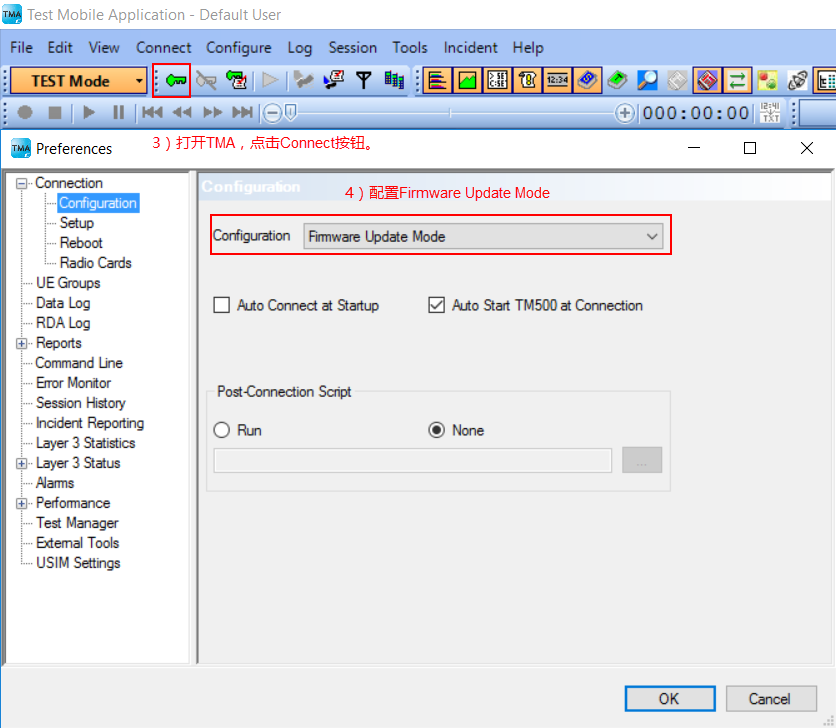 TMA Test Mobile Application - Default User
File Edit View Connect Configure Log Session Tools Incident Help
TEST Mode
000:00:00
TMA Preferences
3）打开TMA，点击Connect按钮。
Connection
Configuration
Setup
Reboot
Radio Cards
UE Groups
Data Log
RDA Log
Reports
Command Line
Error Monitor
Session History
Incident Reporting
Layer 3 Statistics
Layer 3 Status
Alarms
Performance
Test Manager
External Tools
USIM Settings
Configuration
4）配置Firmware Update Mode
Configuration Firmware Update Mode
Auto Connect at Startup Auto Start TM500 at Connection
Post-Connection Script
Run None
...
OK Cancel